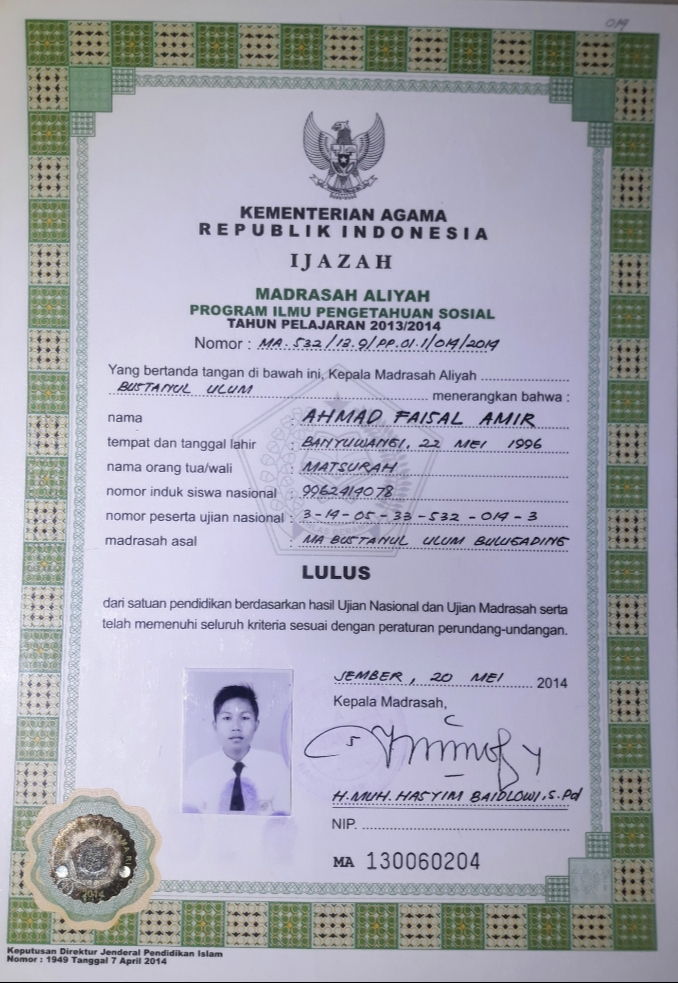 019
KEMENTERIAN AGAMA
REPUBLIK INDONESIA
IJAZAH
MADRASAH ALIYAH
PROGRAM ILMU PENGETAHUAN SOSIAL
TAHUN PELAJARAN 2013/2014
Nomor : MA.532/13.9/PP.01.1/019/2014
Yang bertanda tangan di bawah ini, Kepala Madrasah Aliyah
BUSTANUL ULUM menerangkan bahwa :
nama : AHMAD FAISAL AMIR
tempat dan tanggal lahir : BANYUWANGI, 22 MEI 1996
nama orang tua/wali : MATSURAH
nomor induk siswa nasional : 9962419078
nomor peserta ujian nasional : 3-14-05-33-532-019-3
madrasah asal : MA BUSTANUL ULUM BULUGADING
LULUS
dari satuan pendidikan berdasarkan hasil Ujian Nasional dan Ujian Madrasah serta
telah memenuhi seluruh kriteria sesuai dengan peraturan perundang-undangan.
JEMBER, 20 MEI 2014
Kepala Madrasah,
H. MUH. HASYIM BAIDLOWI, S.Pd
NIP.
MA 130060204
Keputusan Direktur Jenderal Pendidikan Islam
Nomor : 1949 Tanggal 7 April 2014